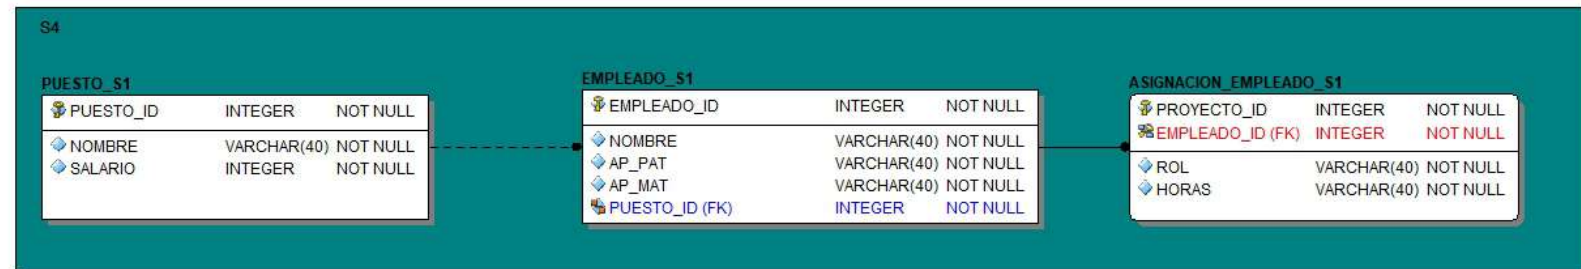 S4
PUESTO_S1
PUESTO_ID INTEGER NOT NULL
NOMBRE VARCHAR(40) NOT NULL
SALARIO INTEGER NOT NULL
EMPLEADO_S1
EMPLEADO_ID INTEGER NOT NULL
NOMBRE VARCHAR(40) NOT NULL
AP_PAT VARCHAR(40) NOT NULL
AP_MAT VARCHAR(40) NOT NULL
PUESTO_ID (FK) INTEGER NOT NULL
ASIGNACION_EMPLEADO_S1
PROYECTO_ID INTEGER NOT NULL
EMPLEADO_ID (FK) INTEGER NOT NULL
ROL VARCHAR(40) NOT NULL
HORAS VARCHAR(40) NOT NULL